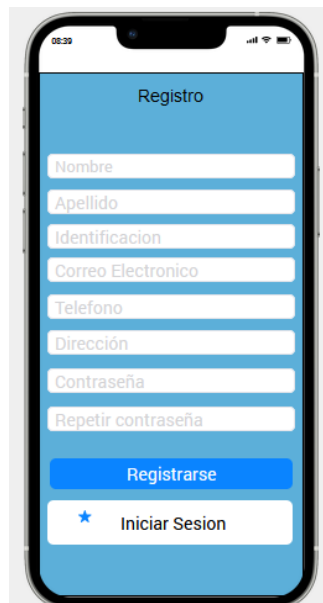 08:39
Registro
Nombre
Apellido
Identificacion
Correo Electronico
Telefono
Dirección
Contraseña
Repetir contraseña
Registrarse
Iniciar Sesion